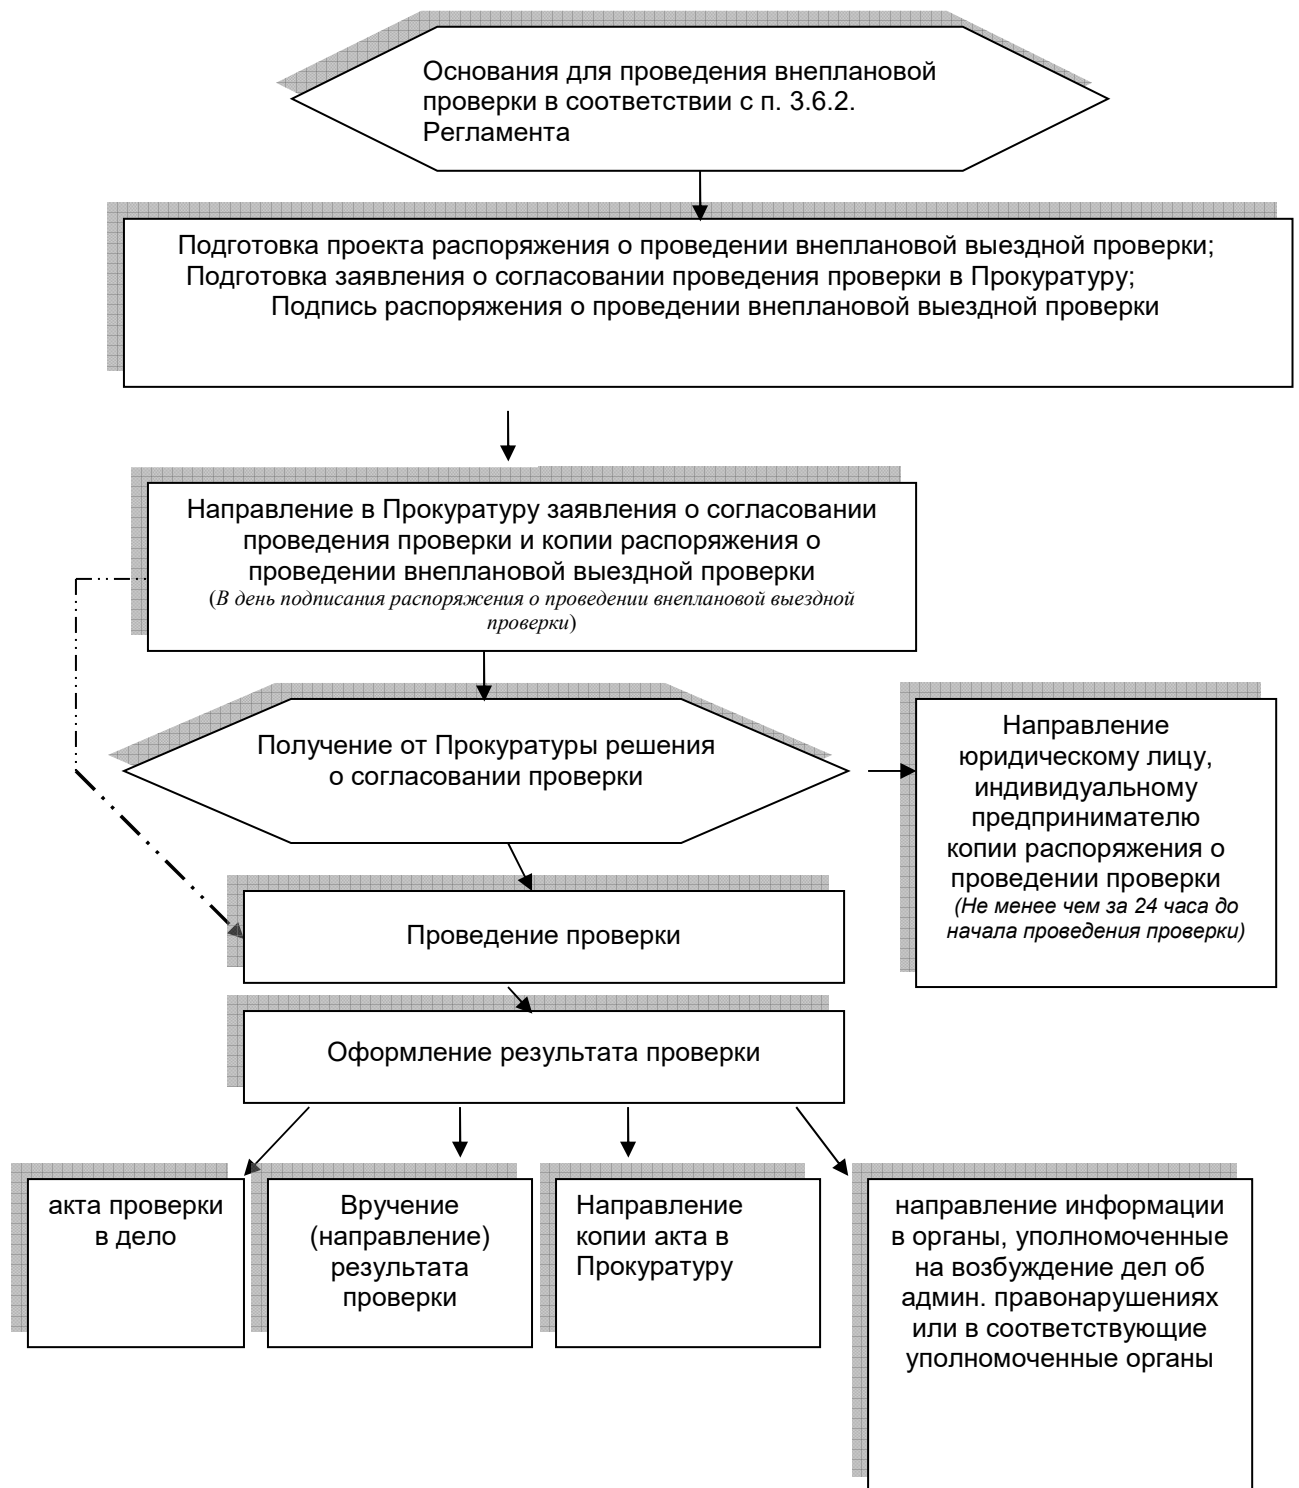 Основания для проведения внеплановой
проверки в соответствии с п. 3.6.2.
Регламента
Подготовка проекта распоряжения о проведении внеплановой выездной проверки;
Подготовка заявления о согласовании проведения проверки в Прокуратуру;
Подпись распоряжения о проведении внеплановой выездной проверки
Направление в Прокуратуру заявления о согласовании
проведения проверки и копии распоряжения о
проведении внеплановой выездной проверки
(В день подписания распоряжения о проведении внеплановой выездной
проверки)
Получение от Прокуратуры решения
о согласовании проверки
Направление
юридическому лицу,
индивидуальному
предпринимателю
копии распоряжения о
проведении проверки
(Не менее чем за 24 часа до
начала проведения проверки)
Проведение проверки
Оформление результата проверки
акта проверки
в дело
Вручение
(направление)
результата
проверки
Направление
копии акта в
Прокуратуру
направление информации
в органы, уполномоченные
на возбуждение дел об
админ. правонарушениях
или в соответствующие
уполномоченные органы